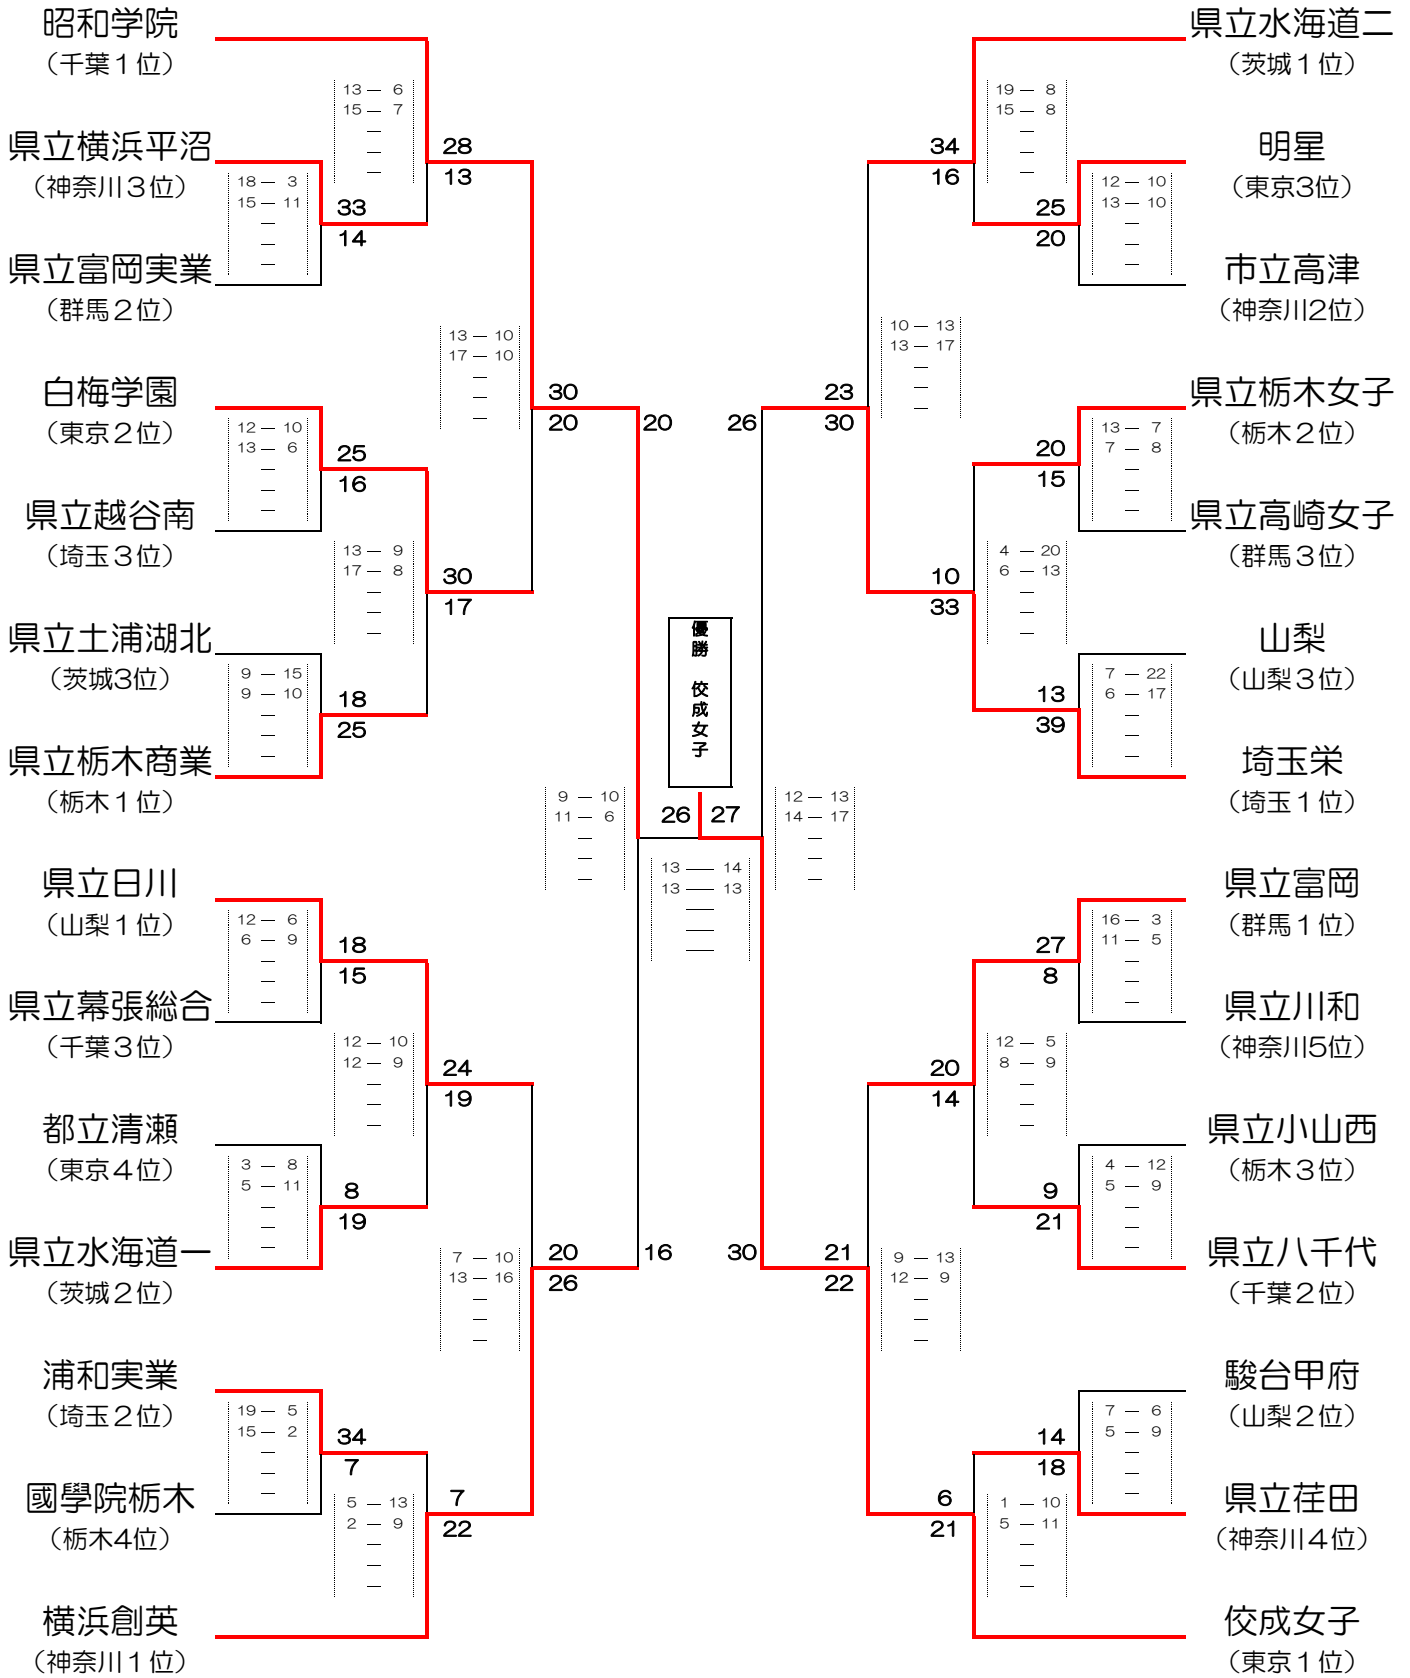 昭和学院
（千葉１位）
13 ― 6
15 ― 7
―
―
―
28
13
県立横浜平沼
（神奈川３位）
18 ― 3
15 ― 11
―
―
―
33
14
県立富岡実業
（群馬２位）
13 ― 10
17 ― 10
―
―
―
30
20
20
白梅学園
（東京２位）
12 ― 10
13 ― 6
―
―
―
25
16
県立越谷南
（埼玉３位）
13 ― 9
17 ― 8
―
―
―
30
17
県立土浦湖北
（茨城3位）
9 ― 15
9 ― 10
―
―
―
18
25
県立栃木商業
（栃木１位）
9 ― 10
11 ― 6
―
―
―
県立日川
（山梨１位）
12 ― 6
6 ― 9
―
―
―
18
15
県立幕張総合
（千葉３位）
12 ― 10
12 ― 9
―
―
―
24
19
都立清瀬
（東京４位）
3 ― 8
5 ― 11
―
―
―
8
19
県立水海道一
（茨城２位）
7 ― 10
13 ― 16
―
―
―
20
26
16
浦和実業
（埼玉２位）
19 ― 5
15 ― 2
―
―
―
34
7
國學院栃木
（栃木4位）
5 ― 13
2 ― 9
―
―
―
7
22
横浜創英
（神奈川１位）
優勝　佼成女子
26
27
13 ― 14
13 ― 13
―
―
―
県立水海道二
（茨城１位）
19 ― 8
15 ― 8
―
―
―
34
16
明星
（東京3位）
12 ― 10
13 ― 10
―
―
―
25
20
市立高津
（神奈川2位）
10 ― 13
13 ― 17
―
―
―
26
23
30
県立栃木女子
（栃木２位）
13 ― 7
7 ― 8
―
―
―
20
15
県立高崎女子
（群馬３位）
4 ― 20
6 ― 13
―
―
―
10
33
山梨
（山梨３位）
7 ― 22
6 ― 17
―
―
―
13
39
埼玉栄
（埼玉１位）
12 ― 13
14 ― 17
―
―
―
県立富岡
（群馬１位）
16 ― 3
11 ― 5
―
―
―
27
8
県立川和
（神奈川5位）
12 ― 5
8 ― 9
―
―
―
20
14
県立小山西
（栃木３位）
4 ― 12
5 ― 9
―
―
―
9
21
県立八千代
（千葉２位）
9 ― 13
12 ― 9
―
―
―
30
21
22
駿台甲府
（山梨２位）
7 ― 6
5 ― 9
―
―
―
14
18
県立荏田
（神奈川４位）
1 ― 10
5 ― 11
―
―
―
6
21
佼成女子
（東京１位）